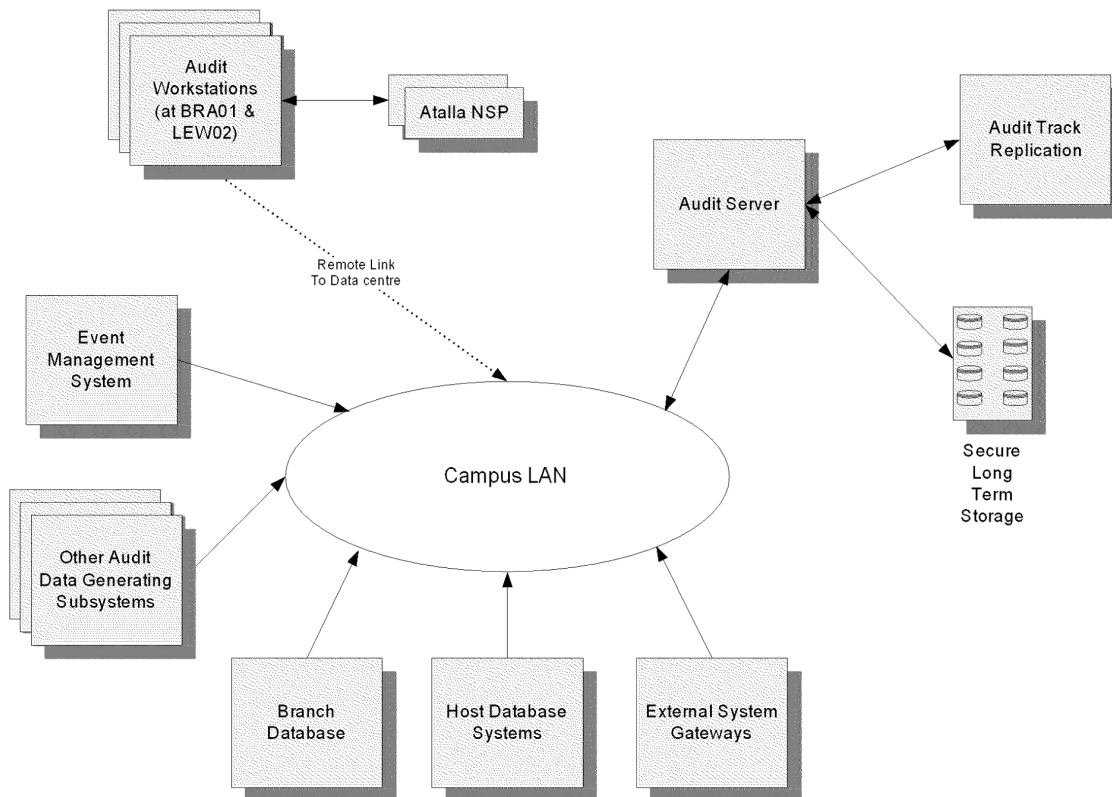 Audit
Workstations
(at BRA01 &
LEW02)
Atalla NSP
Audit Server
Audit Track
Replication
Remote Link
To Data centre
Event
Management
System
Campus LAN
Secure
Long
Term
Storage
Other Audit
Data Generating
Subsystems
Branch
Database
Host Database
Systems
External System
Gateways